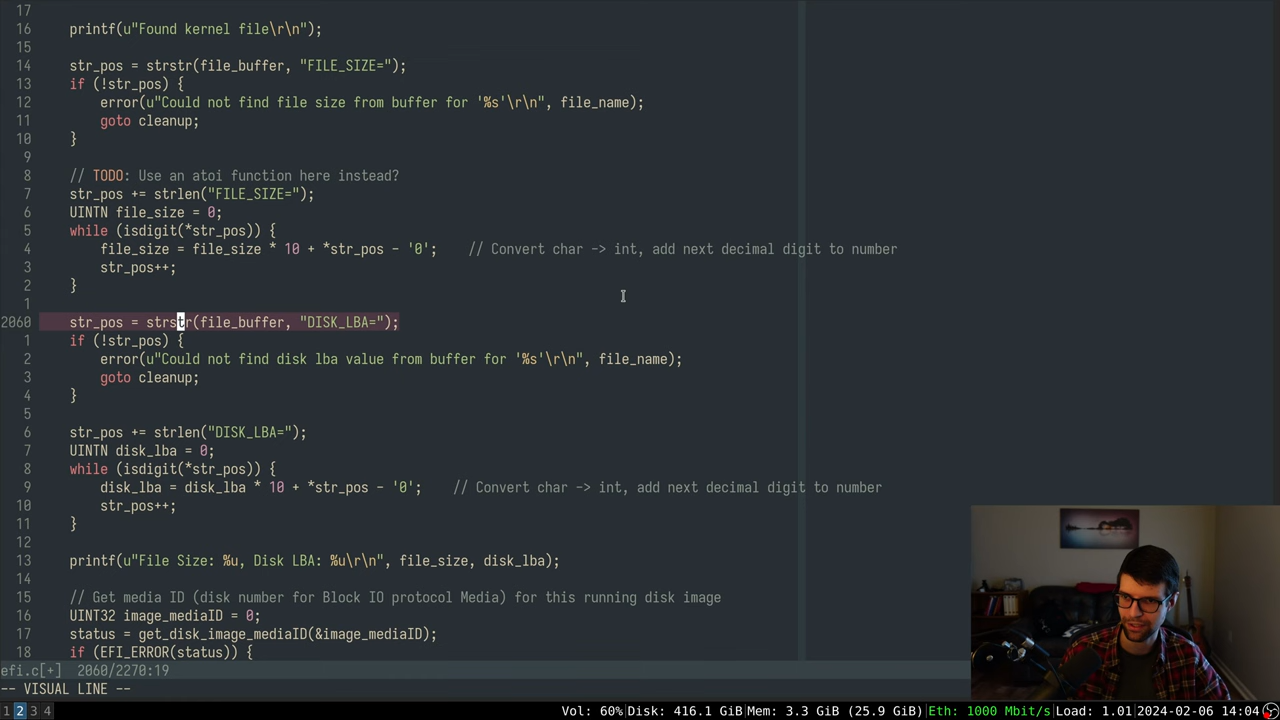 17
16     printf(u"Found kernel file\r\n");
15
14     str_pos = strstr(file_buffer, "FILE_SIZE=");
13     if (!str_pos) {
12         error(u"Could not find file size from buffer for '%s'\r\n", file_name);
11         goto cleanup;
10     }
9
8     // TODO: Use an atoi function here instead?
7     str_pos += strlen("FILE_SIZE=");
6     UINTN file_size = 0;
5     while (isdigit(*str_pos)) {
4         file_size = file_size * 10 + *str_pos - '0';    // Convert char -> int, add next decimal digit to number
3         str_pos++;
2     }
1
2060     str_pos = strstr(file_buffer, "DISK_LBA=");
1     if (!str_pos) {
2         error(u"Could not find disk lba value from buffer for '%s'\r\n", file_name);
3         goto cleanup;
4     }
5
6     str_pos += strlen("DISK_LBA=");
7     UINTN disk_lba = 0;
8     while (isdigit(*str_pos)) {
9         disk_lba = disk_lba * 10 + *str_pos - '0';    // Convert char -> int, add next decimal digit to number
10         str_pos++;
11     }
12
13     printf(u"File Size: %u, Disk LBA: %u\r\n", file_size, disk_lba);
14
15     // Get media ID (disk number for Block IO protocol Media) for this running disk image
16     UINT32 image_mediaID = 0;
17     status = get_disk_image_mediaID(&image_mediaID);
18     if (EFI_ERROR(status)) {
efi.c[+]  2060/2270:19
-- VISUAL LINE --
1 2 3 4 Vol: 60%|Disk: 416.1 GiB|Mem: 3.3 GiB (25.9 GiB)|Eth: 1000 Mbit/s|Load: 1.01|2024-02-06 14:04